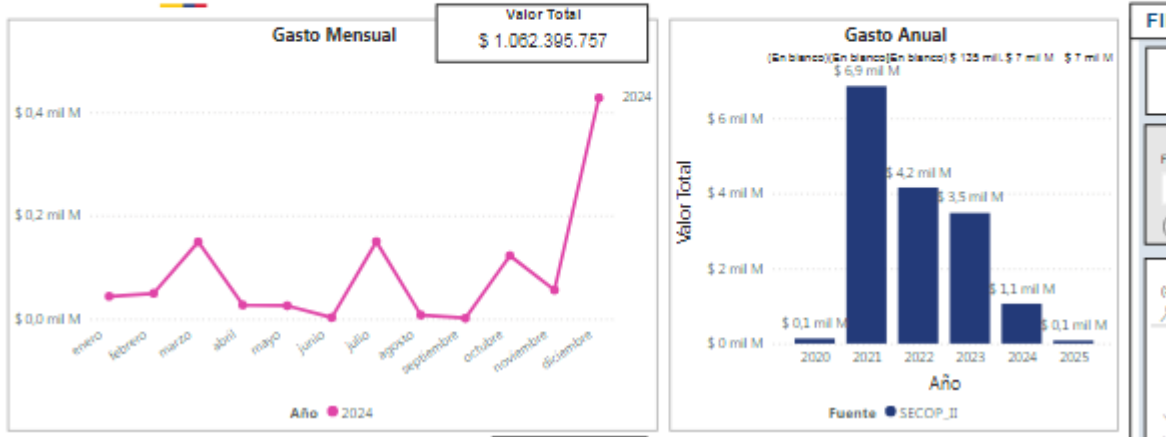 Gasto Mensual
Valor Total
$ 1.062.395.757
$ 0,4 mil M
$ 0,2 mil M
$ 0,0 mil M
2024
enero
febrero
marzo
abril
mayo
junio
julio
agosto
septiembre
octubre
noviembre
diciembre
Año 2024
Gasto Anual
(En blanco)(En blanco(En blanco) $ 7 mil M $ 7 mil M
$ 6,9 mil M
$ 6 mil M
$ 4,2 mil M
$ 4 mil M
$ 3,5 mil M
$ 2 mil M
$ 1,1 mil M
$ 0,1 mil M
$ 0,1 mil M
$ 0 mil M
Valor Total
2020 2021 2022 2023 2024 2025
Año
Fuente SECOP_II
FI